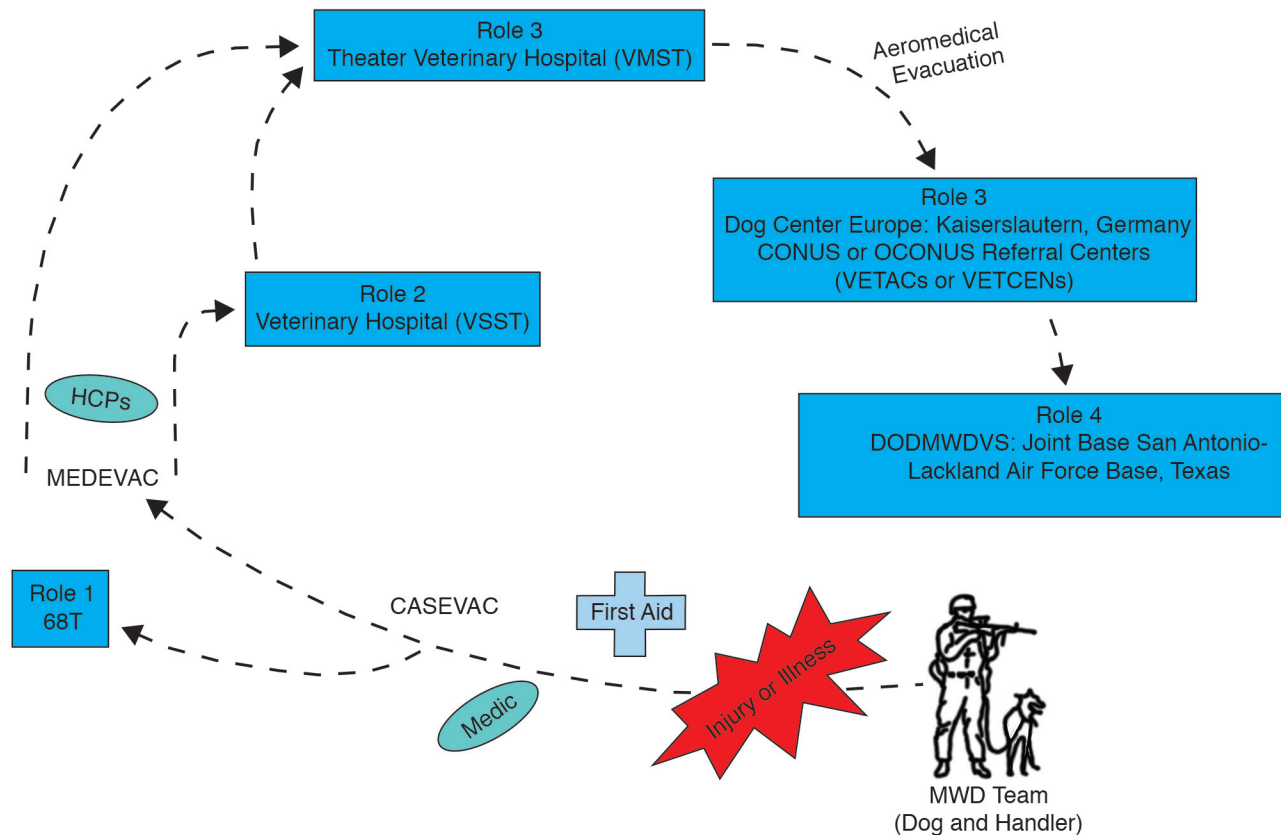 Role 3
Theater Veterinary Hospital (VMST)
Aeromedical
Evacuation
Role 3
Dog Center Europe: Kaiserslautern, Germany
CONUS or OCONUS Referral Centers
(VETACs or VETCENs)
Role 2
Veterinary Hospital (VSST)
HCPs
MEDEVAC
Role 4
DODMWDVS: Joint Base San Antonio-
Lackland Air Force Base, Texas
Role 1
68T
CASEVAC
First Aid
Medic
Injury or Illness
MWD Team
(Dog and Handler)